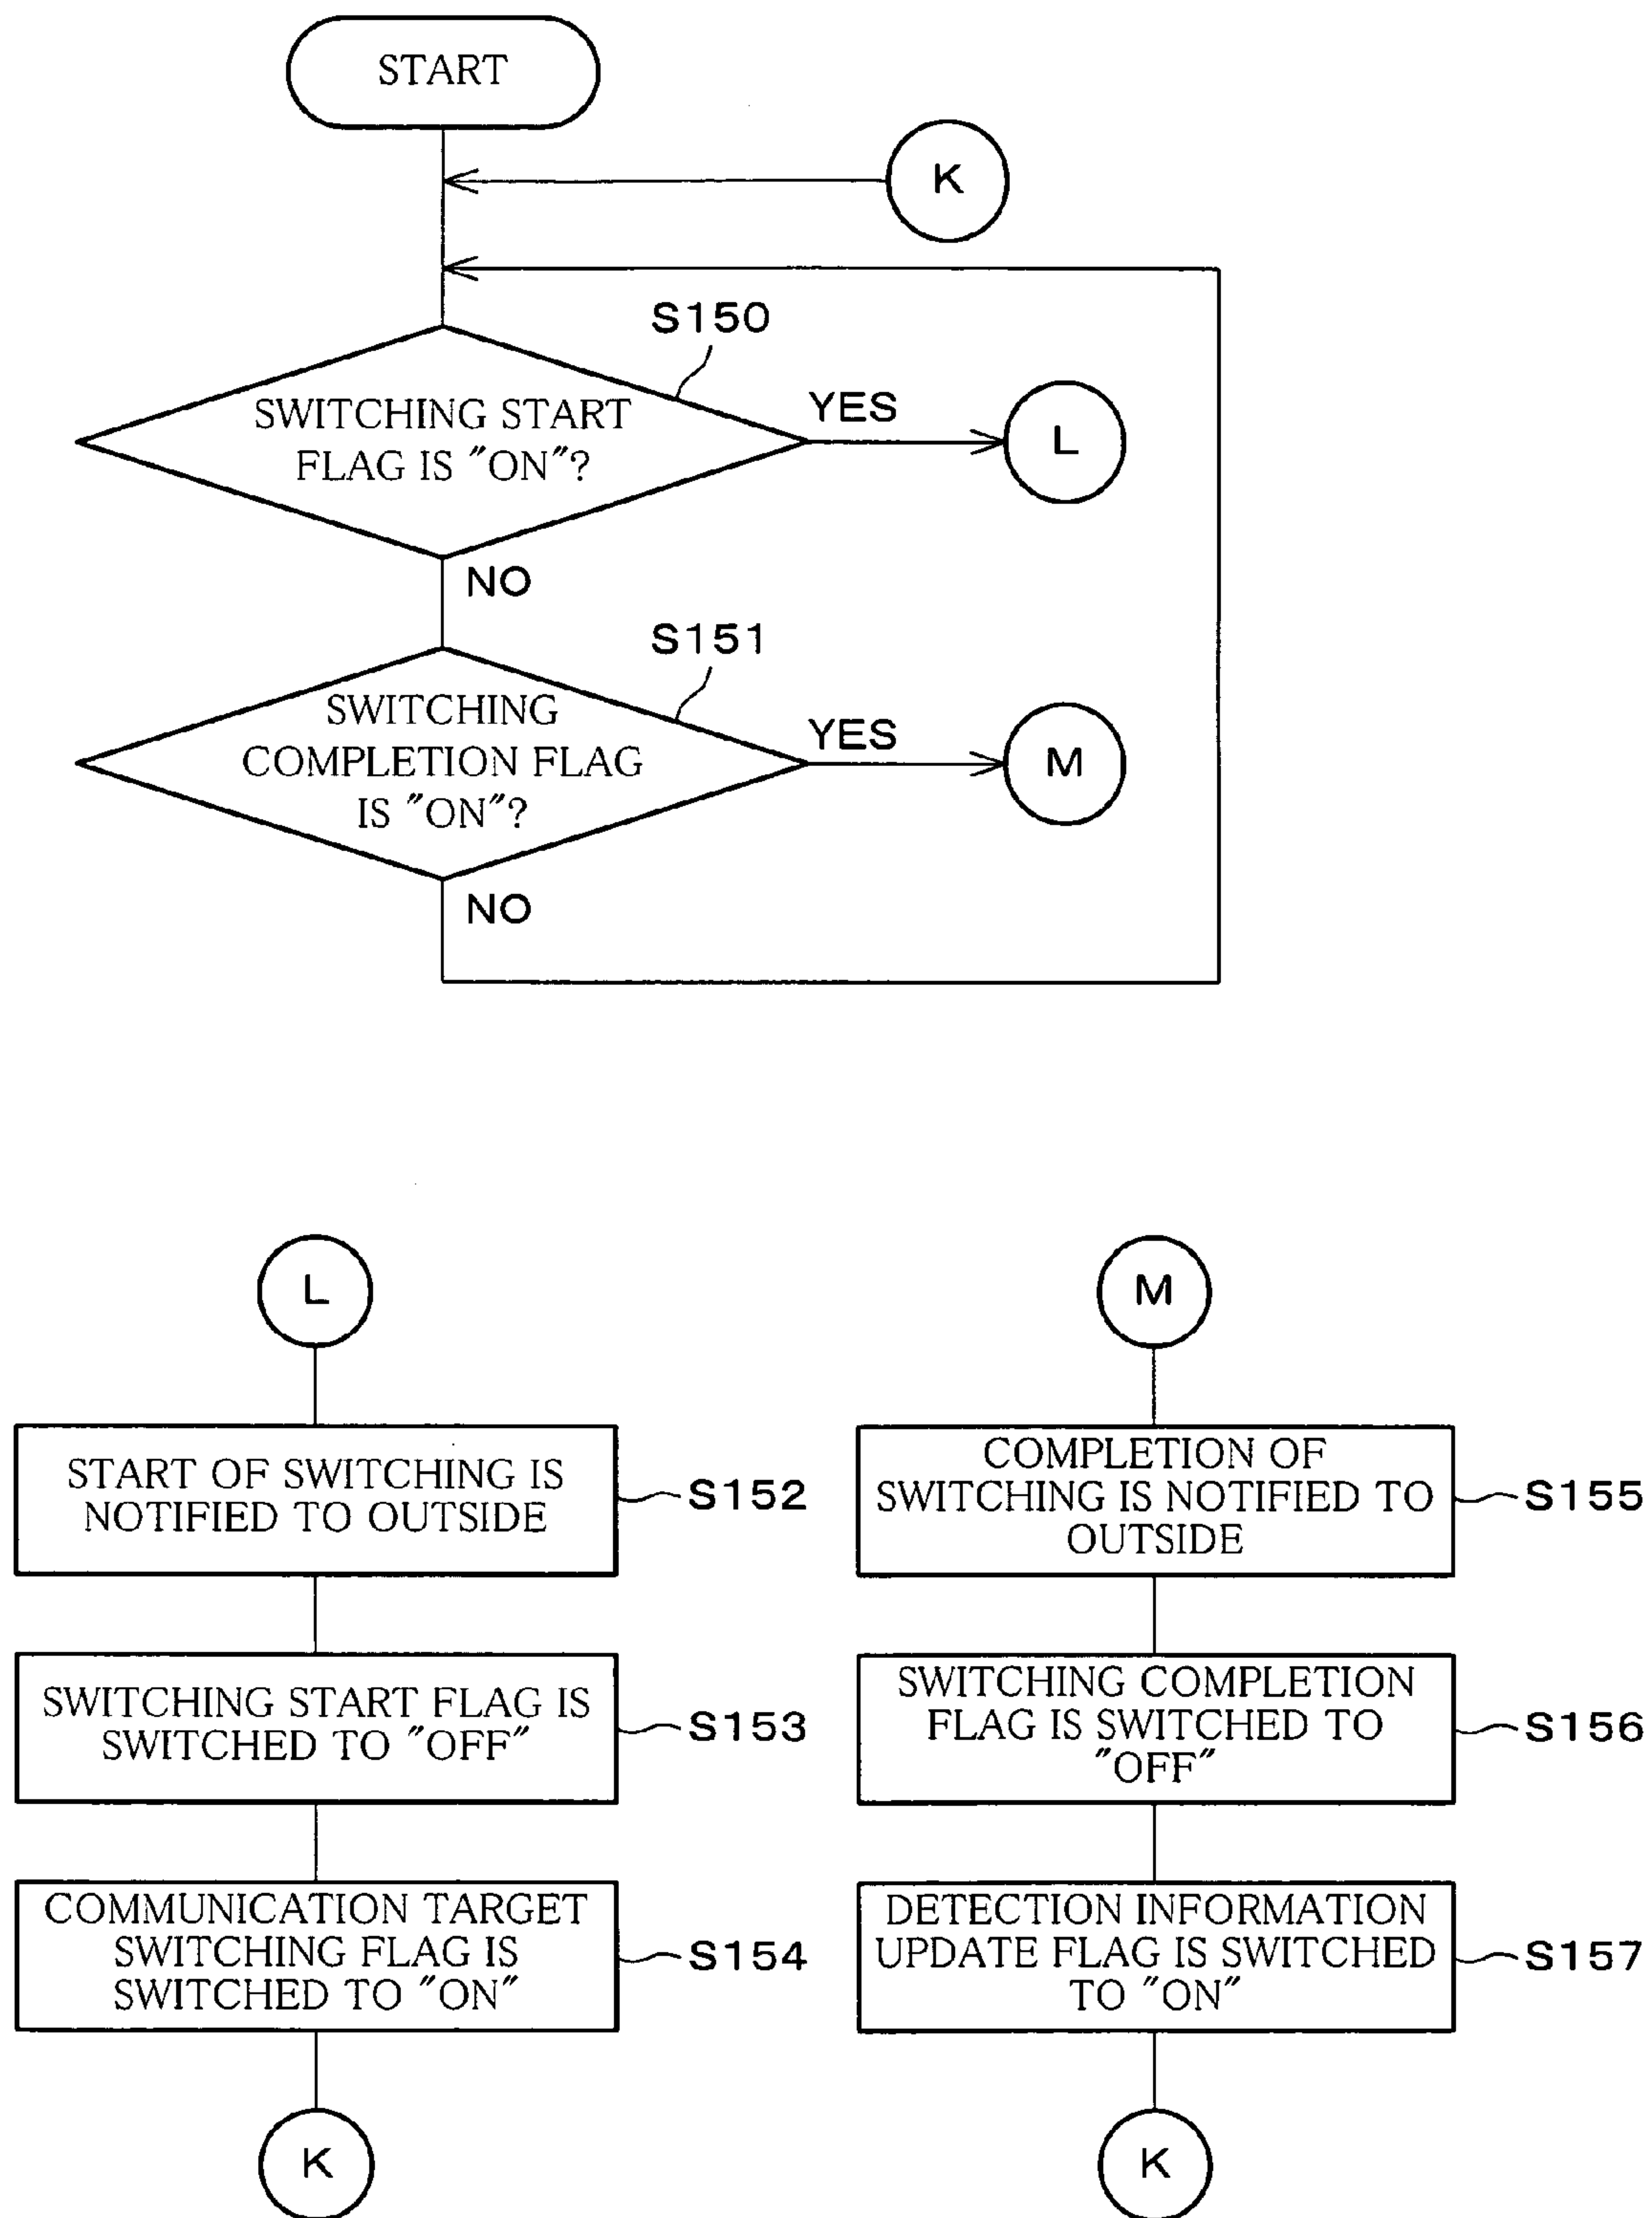 START
K
S150
SWITCHING START
FLAG IS "ON"?
YES
L
NO
S151
SWITCHING
COMPLETION FLAG
IS "ON"?
YES
M
NO
L
START OF SWITCHING IS
NOTIFIED TO OUTSIDE
S152
SWITCHING START FLAG IS
SWITCHED TO "OFF"
S153
COMMUNICATION TARGET
SWITCHING FLAG IS
SWITCHED TO "ON"
S154
K
M
COMPLETION OF
SWITCHING IS NOTIFIED TO
OUTSIDE
S155
SWITCHING COMPLETION
FLAG IS SWITCHED TO
"OFF"
S156
DETECTION INFORMATION
UPDATE FLAG IS SWITCHED
TO "ON"
S157
K